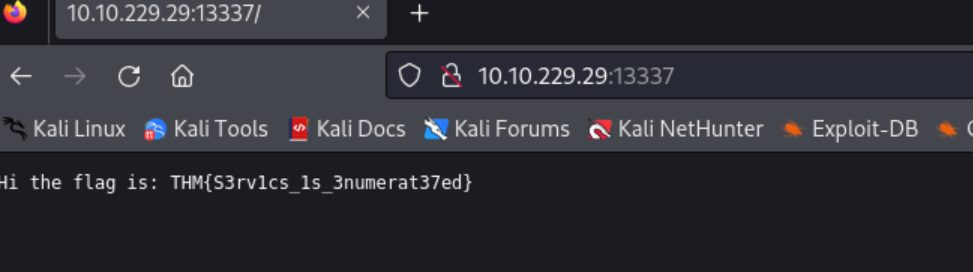 10.10.229.29:13337/
10.10.229.29:13337
Kali Linux Kali Tools Kali Docs Kali Forums Kali NetHunter Exploit-DB
Hi the flag is: THM{S3rv1cs_1s_3numerat37ed}